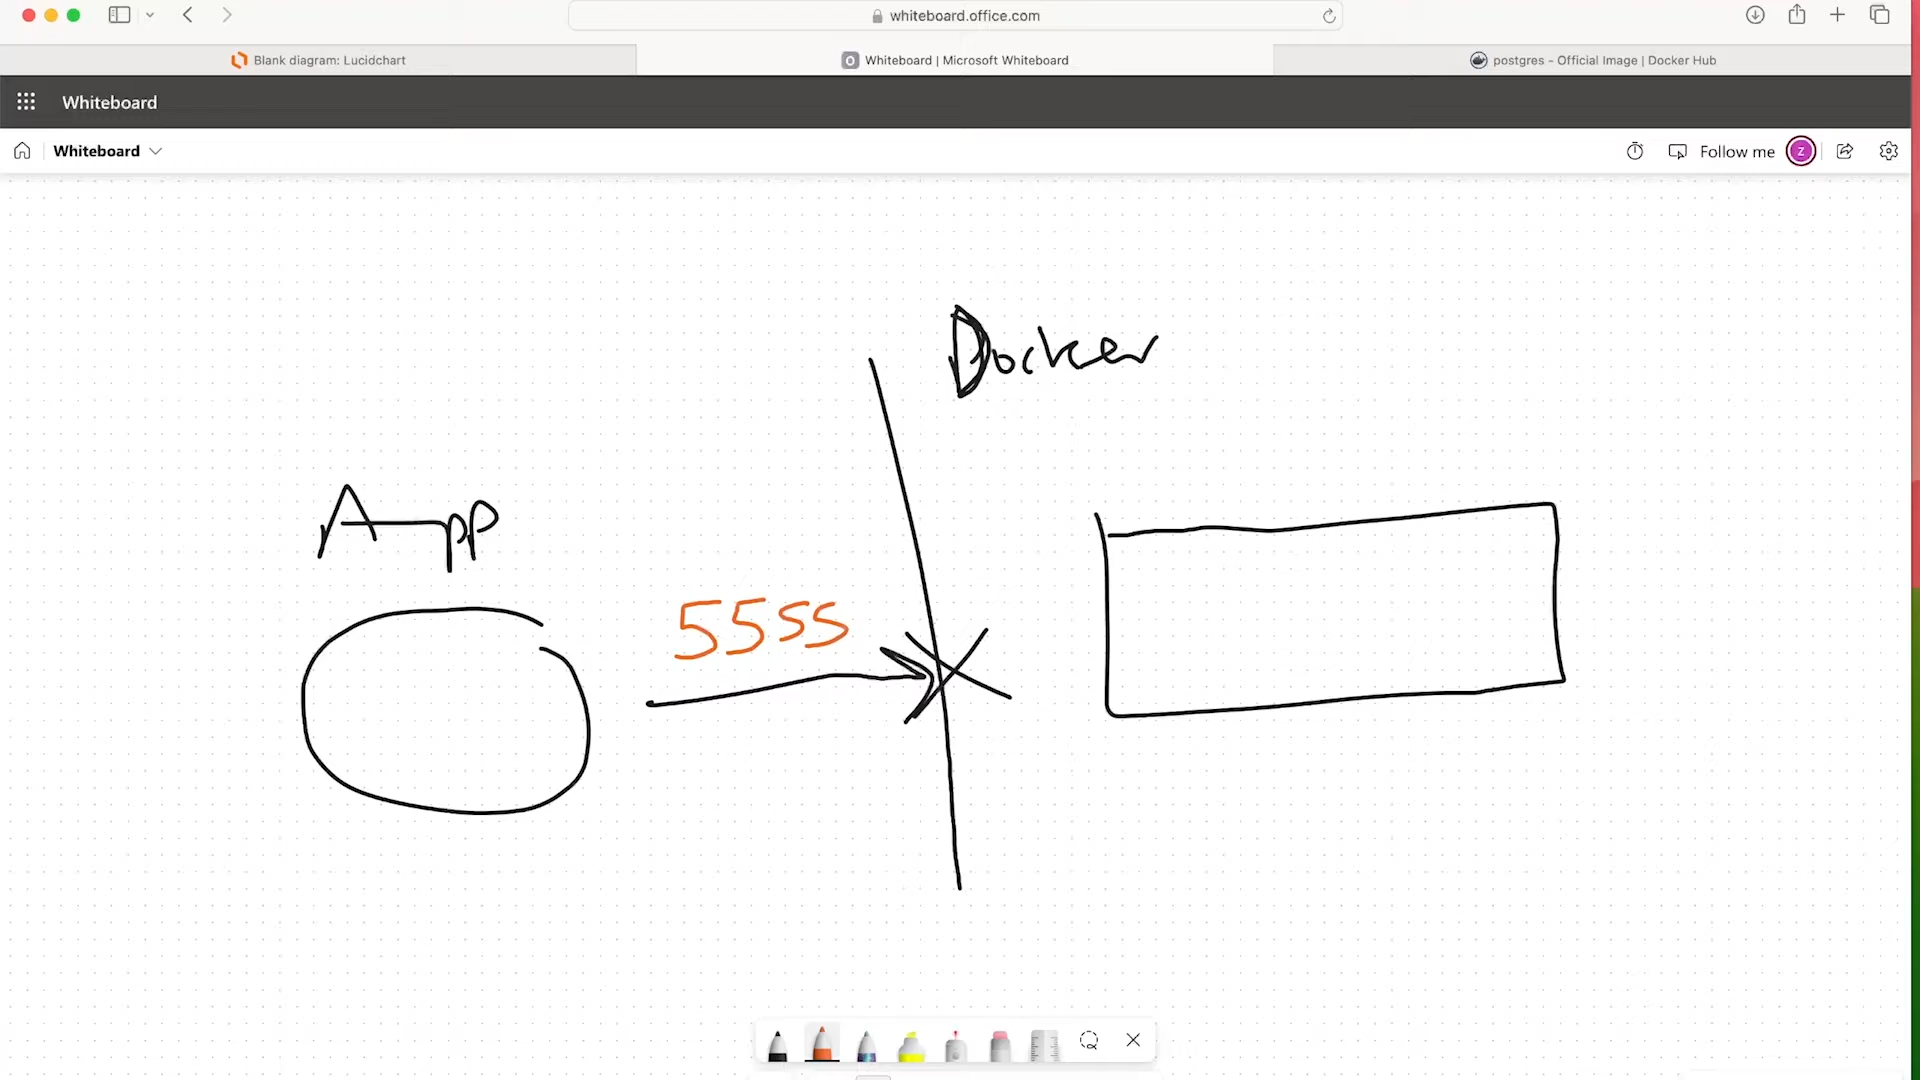 whiteboard.office.com
Blank diagram: Lucidchart
Whiteboard | Microsoft Whiteboard
postgres - Official Image | Docker Hub
Whiteboard
Whiteboard
Follow me
z
Docker
App
5555